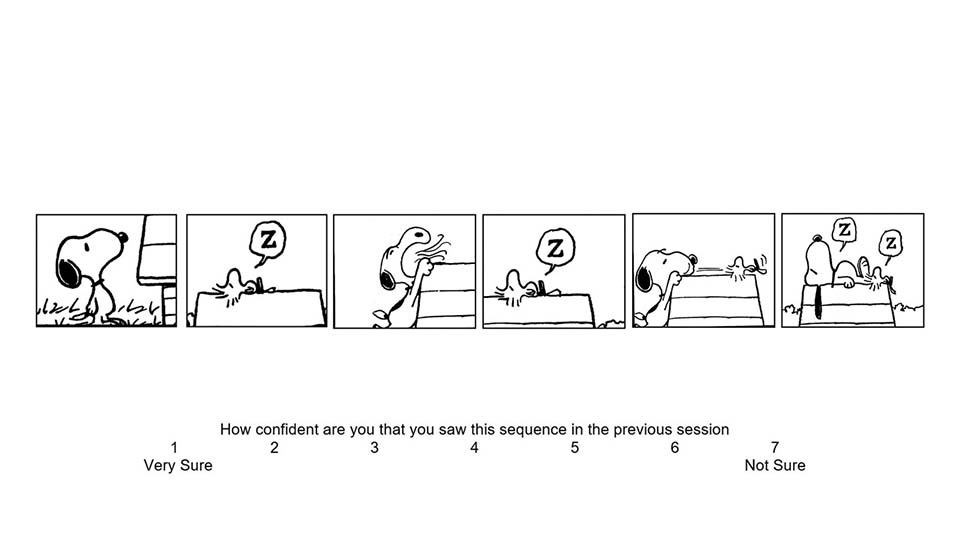 Z
Z
Z
Z
How confident are you that you saw this sequence in the previous session
1 2 3 4 5 6 7
Very Sure Not Sure